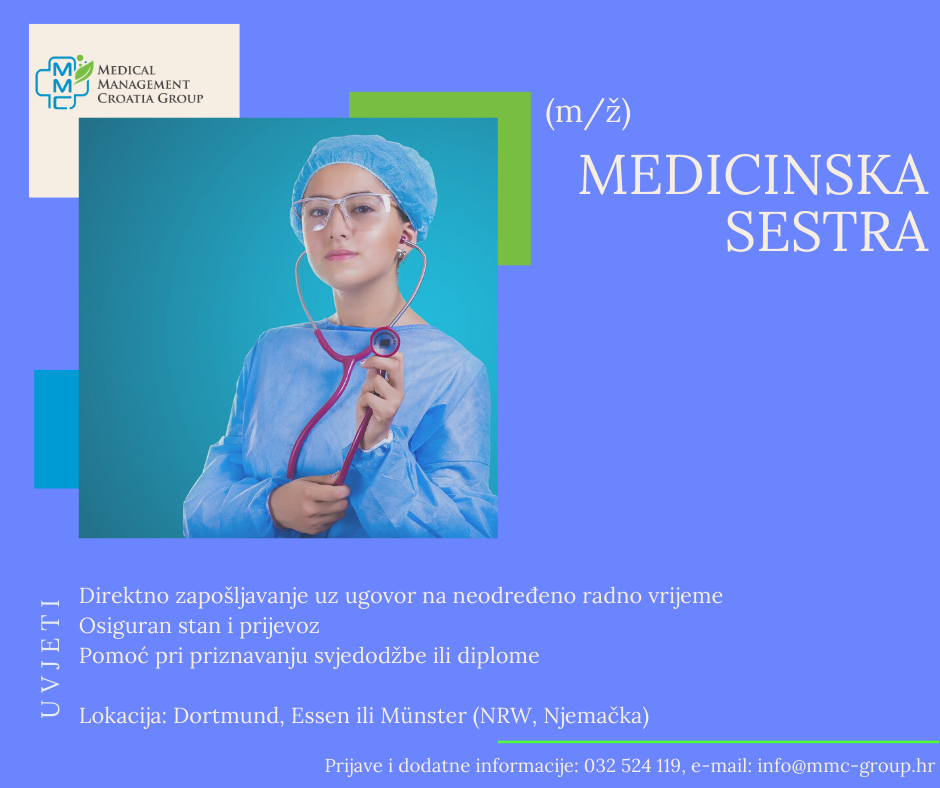 MMC
MEDICAL
MANAGEMENT
CROATIA GROUP
(m/ž)
MEDICINSKA
SESTRA
UVJETI
Direktno zapošljavanje uz ugovor na neodređeno radno vrijeme
Osiguran stan i prijevoz
Pomoć pri priznavanju svjedodžbe ili diplome
Lokacija: Dortmund, Essen ili Münster (NRW, Njemačka)
Prijave i dodatne informacije: 032 524 119, e-mail: info@mmc-group.hr